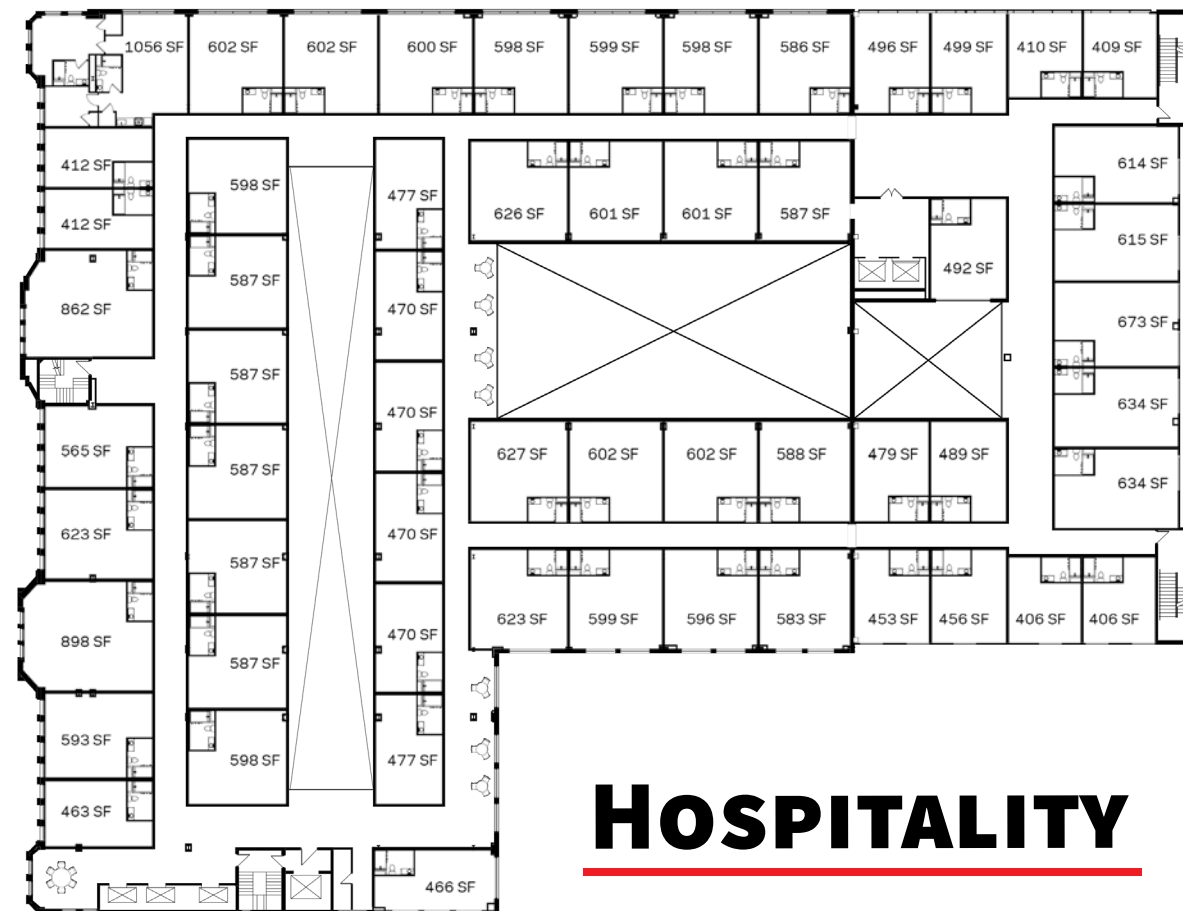 1056 SF 602 SF 602 SF 600 SF 598 SF 599 SF 598 SF 586 SF 496 SF 499 SF 410 SF 409 SF
412 SF
614 SF
598 SF
477 SF
412 SF
626 SF 601 SF 601 SF 587 SF
615 SF
492 SF
587 SF
862 SF
470 SF
673 SF
587 SF
634 SF
470 SF
565 SF
627 SF 602 SF 602 SF 588 SF 479 SF 489 SF
587 SF
634 SF
623 SF
470 SF
587 SF
623 SF 599 SF 596 SF 583 SF 453 SF 456 SF 406 SF 406 SF
470 SF
898 SF
587 SF
593 SF
598 SF
477 SF
463 SF
HOSPITALITY
466 SF